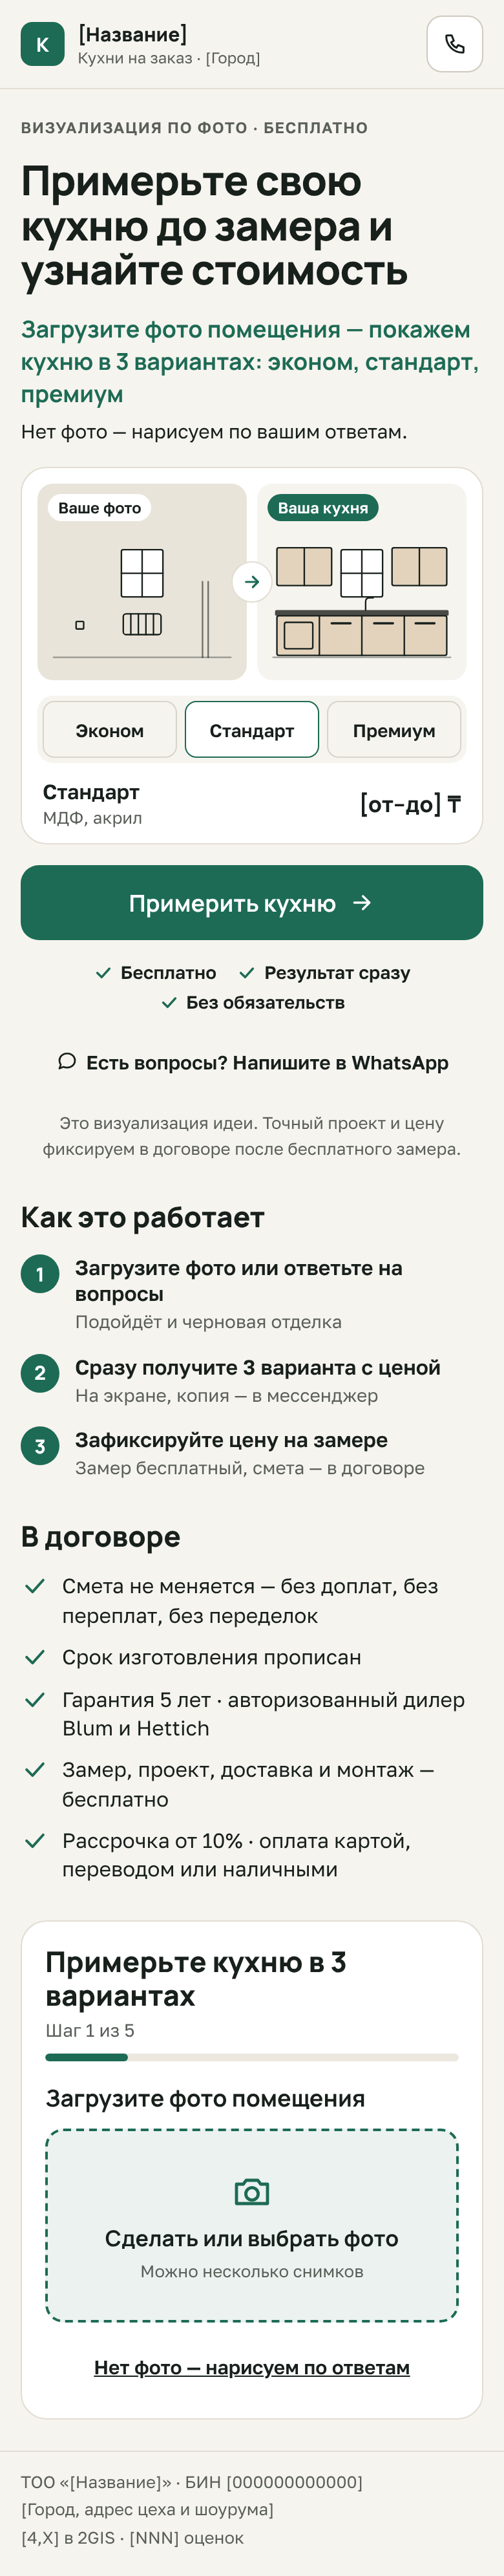 К
[Название]
Кухни на заказ · [Город]
ВИЗУАЛИЗАЦИЯ ПО ФОТО · БЕСПЛАТНО
Примерьте свою
кухню до замера и
узнайте стоимость
Загрузите фото помещения — покажем
кухню в 3 вариантах: эконом, стандарт,
премиум
Нет фото — нарисуем по вашим ответам.
Ваше фото
Ваша кухня
Эконом
Стандарт
Премиум
Стандарт
МДФ, акрил
[от–до] ₸
Примерить кухню →
Бесплатно
Результат сразу
Без обязательств
Есть вопросы? Напишите в WhatsApp
Это визуализация идеи. Точный проект и цену
фиксируем в договоре после бесплатного замера.
Как это работает
1
Загрузите фото или ответьте на
вопросы
Подойдёт и черновая отделка
2
Сразу получите 3 варианта с ценой
На экране, копия — в мессенджер
3
Зафиксируйте цену на замере
Замер бесплатный, смета — в договоре
В договоре
Смета не меняется — без доплат, без
переплат, без переделок
Срок изготовления прописан
Гарантия 5 лет · авторизованный дилер
Blum и Hettich
Замер, проект, доставка и монтаж —
бесплатно
Рассрочка от 10% · оплата картой,
переводом или наличными
Примерьте кухню в 3
вариантах
Шаг 1 из 5
Загрузите фото помещения
Сделать или выбрать фото
Можно несколько снимков
Нет фото — нарисуем по ответам
ТОО «[Название]» · БИН [000000000000]
[Город, адрес цеха и шоурума]
[4,X] в 2GIS · [NNN] оценок